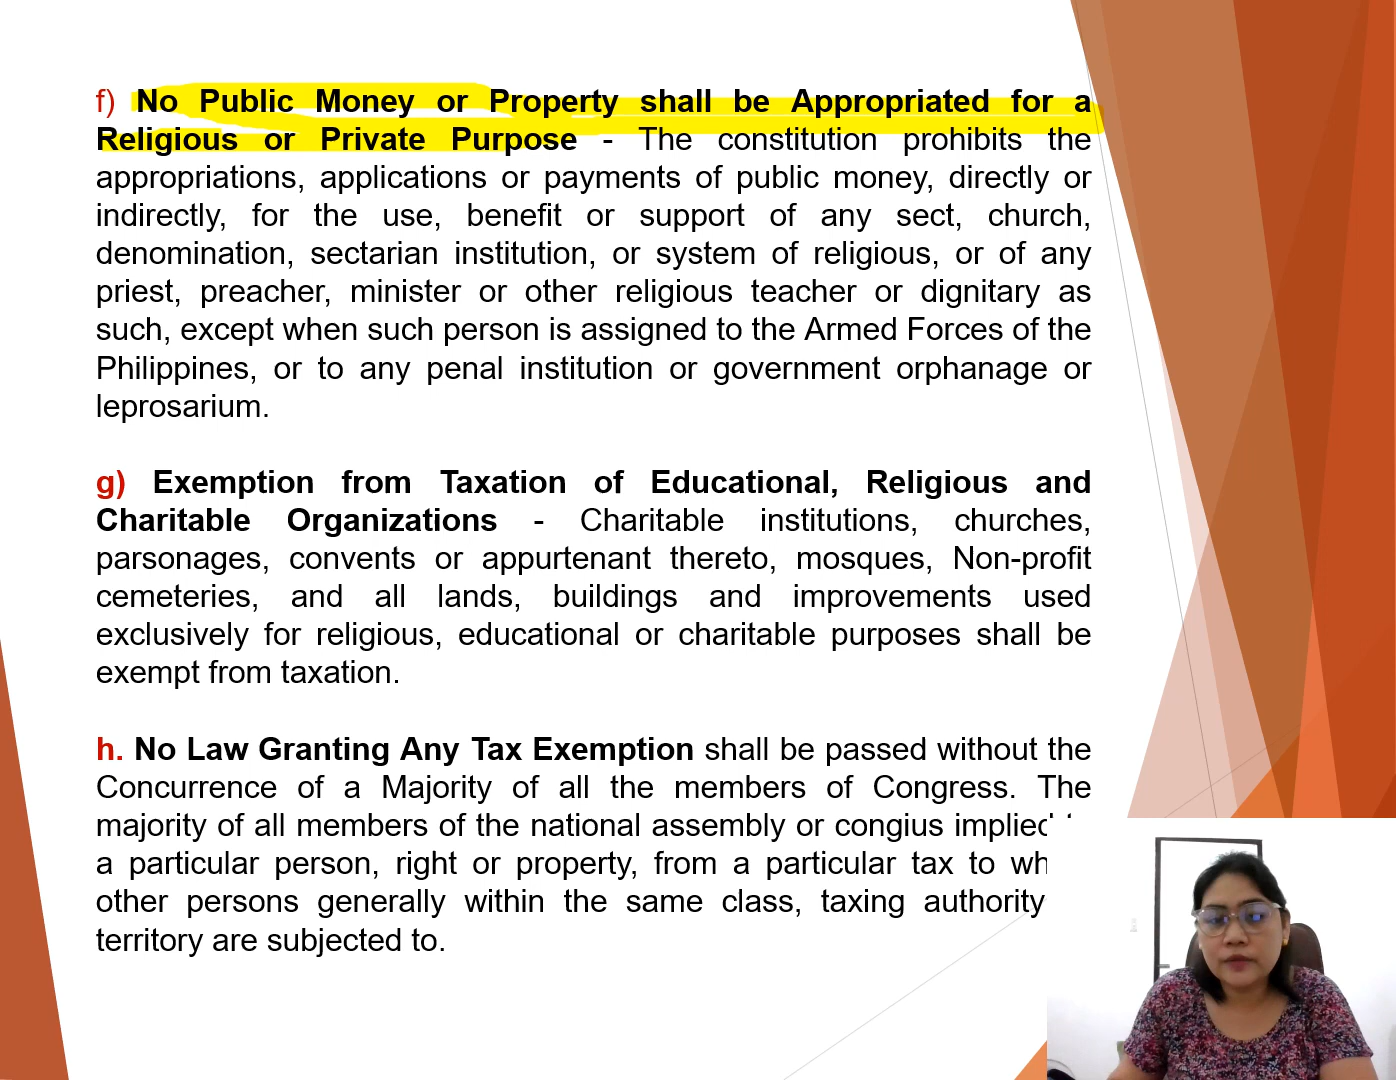 f) No Public Money or Property shall be Appropriated for a
Religious or Private Purpose - The constitution prohibits the
appropriations, applications or payments of public money, directly or
indirectly, for the use, benefit or support of any sect, church,
denomination, sectarian institution, or system of religious, or of any
priest, preacher, minister or other religious teacher or dignitary as
such, except when such person is assigned to the Armed Forces of the
Philippines, or to any penal institution or government orphanage or
leprosarium.
g) Exemption from Taxation of Educational, Religious and
Charitable Organizations - Charitable institutions, churches,
parsonages, convents or appurtenant thereto, mosques, Non-profit
cemeteries, and all lands, buildings and improvements used
exclusively for religious, educational or charitable purposes shall be
exempt from taxation.
h. No Law Granting Any Tax Exemption shall be passed without the
Concurrence of a Majority of all the members of Congress. The
majority of all members of the national assembly or congius implied
a particular person, right or property, from a particular tax to
other persons generally within the same class, taxing authority
territory are subjected to.